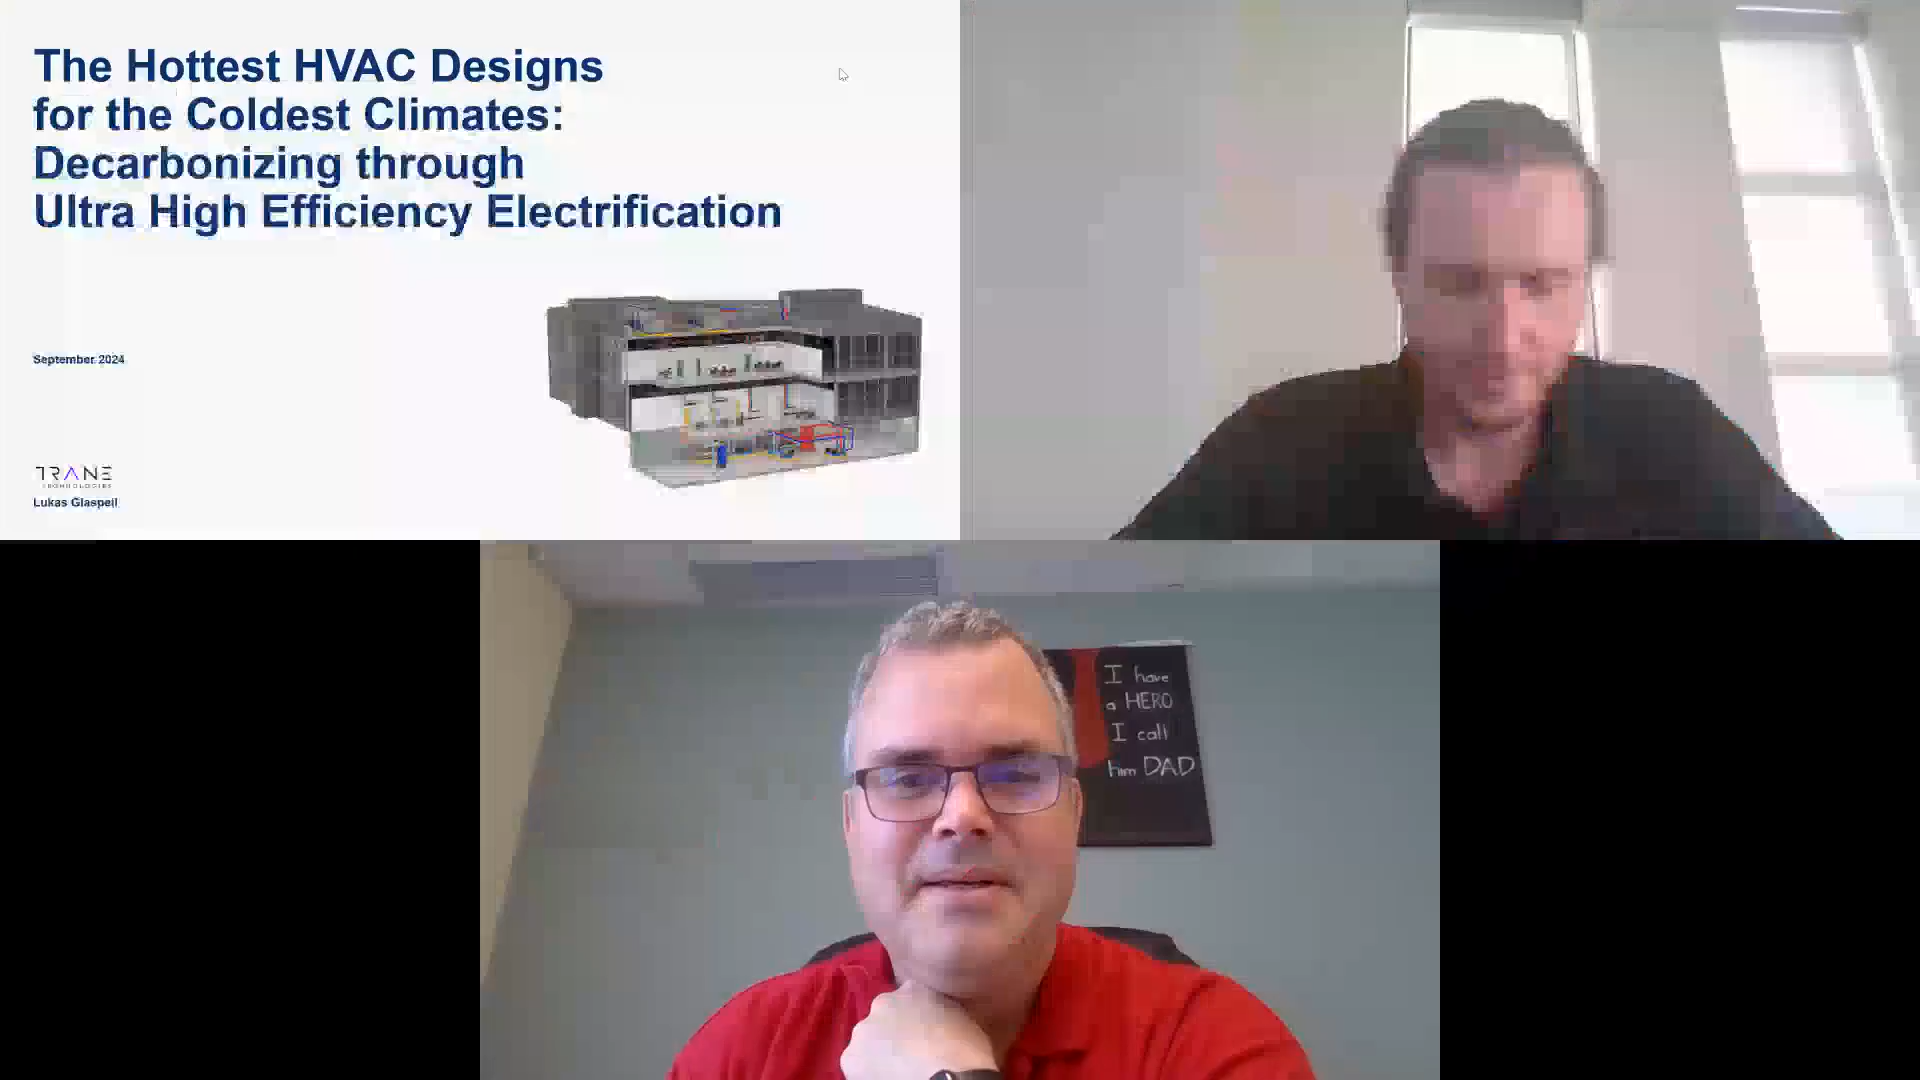 The Hottest HVAC Designs
for the Coldest Climates:
Decarbonizing through
Ultra High Efficiency Electrification
September 2024
TRANE
TECHNOLOGIES
Lukas Glaspell
I have
a HERO
I call
him DAD